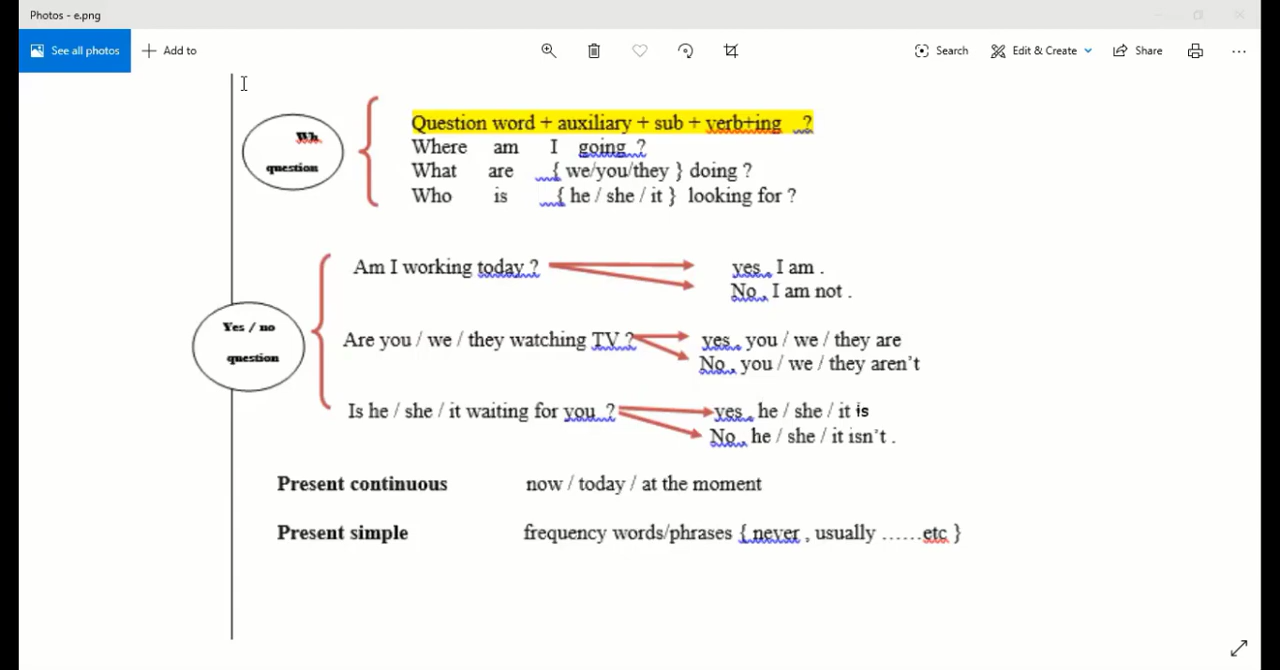 Photos - e.png
See all photos
Add to
Search
Edit & Create
Share
Wh
question
Question word + auxiliary + sub + verb+ing ..?
Where am I going ?
What are ...{ we/you/they } doing ?
Who is ...{ he / she / it } looking for ?
Yes / no
question
Am I working today ?
yes , I am .
No , I am not .
Are you / we / they watching TV ?
yes , you / we / they are
No , you / we / they aren't
Is he / she / it waiting for you ?
yes , he / she / it is
No , he / she / it isn't .
Present continuous now / today / at the moment
Present simple frequency words/phrases { never , usually ......etc }